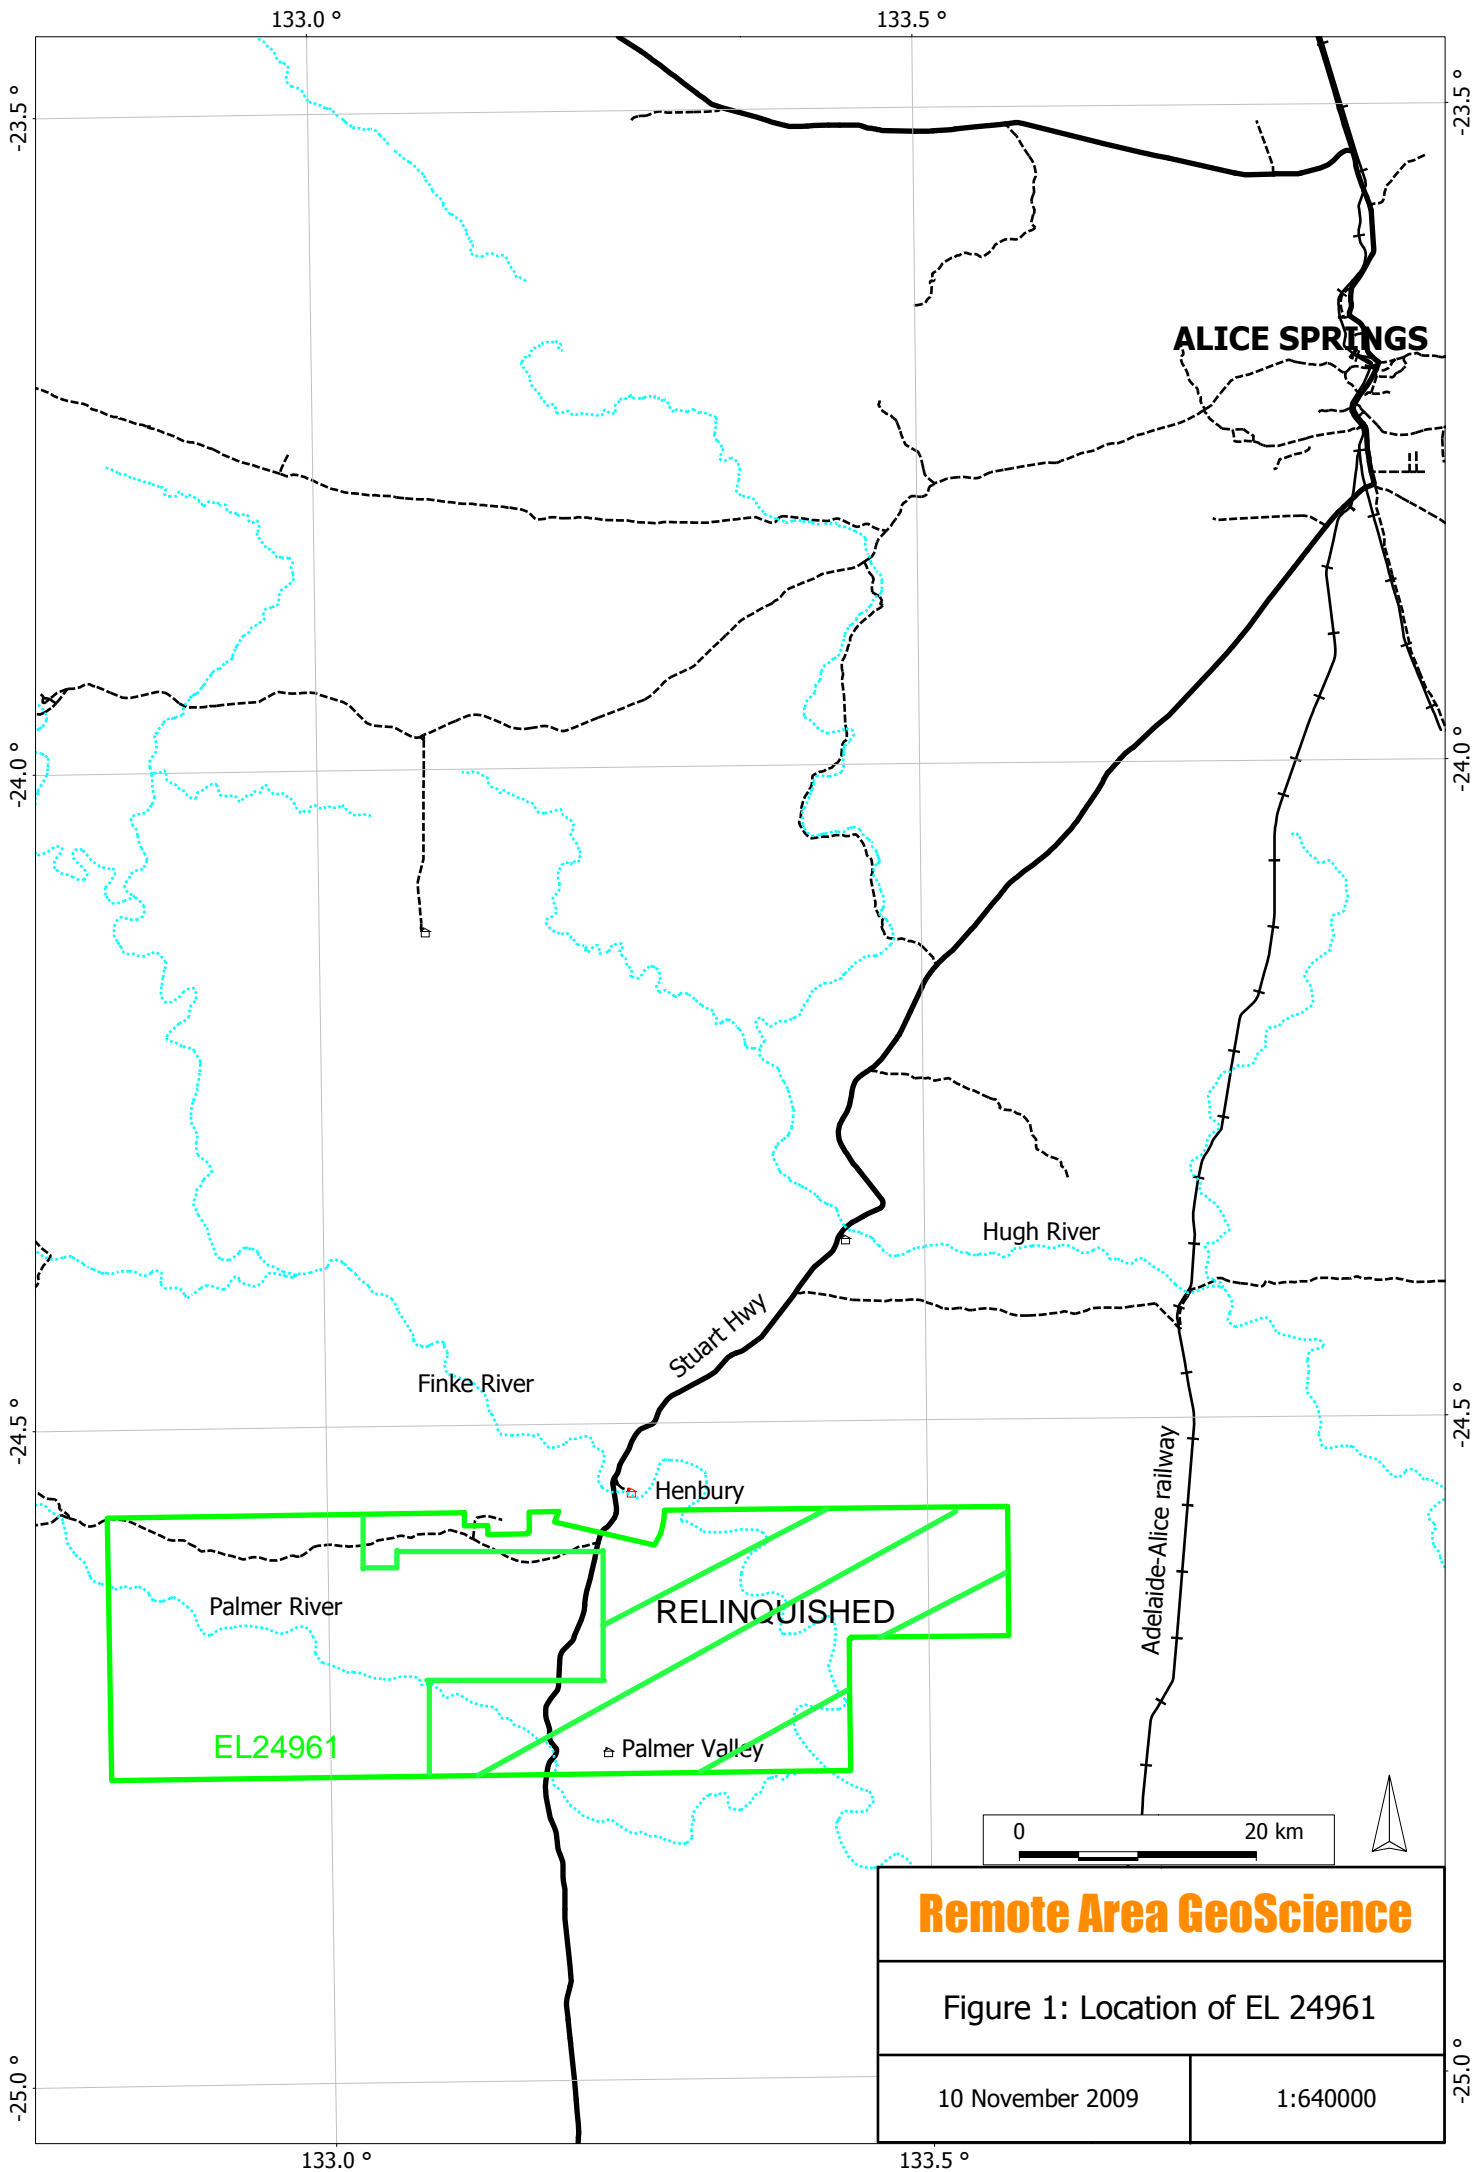 133.0 °
133.5 °
-23.5 °
-23.5 °
ALICE SPRINGS
-24.0 °
-24.0 °
Hugh River
Stuart Hwy
Finke River
-24.5 °
-24.5 °
Adelaide-Alice railway
Henbury
Palmer River
RELINQUISHED
EL24961
Palmer Valley
0
20 km
Remote Area GeoScience
Figure 1: Location of EL 24961
-25.0 °
-25.0 °
10 November 2009
1:640000
133.0 °
133.5 °